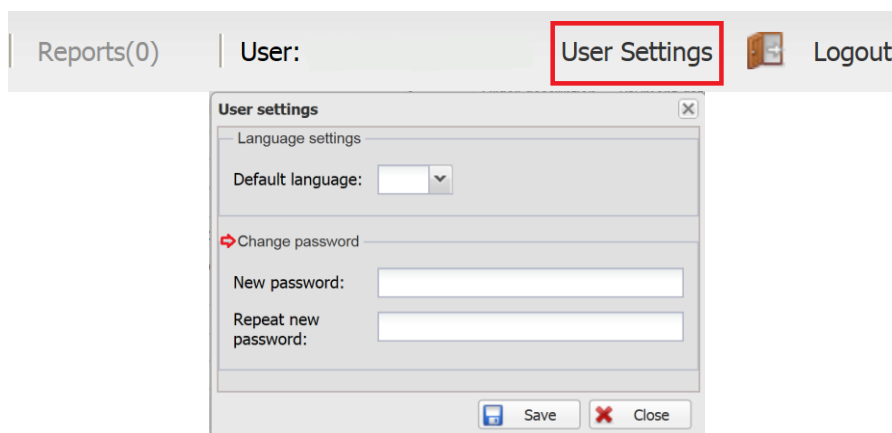 Reports(0) User: User Settings Logout
User settings
Language settings
Default language:
Change password
New password:
Repeat new
password:
Save Close